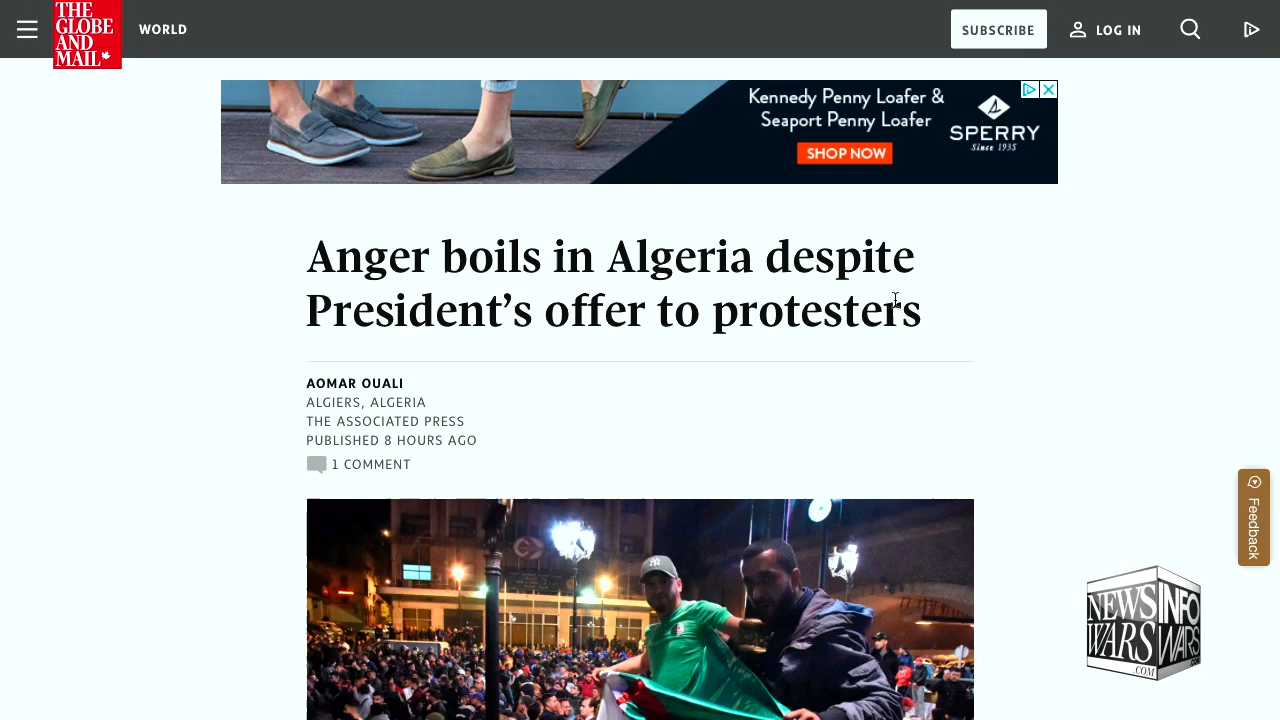 THE
GLOBE
AND
MAIL
WORLD
SUBSCRIBE
LOG IN
Kennedy Penny Loafer &
Seaport Penny Loafer
SHOP NOW
SPERRY
Since 1935
Anger boils in Algeria despite
President’s offer to protesters
AOMAR OUALI
ALGIERS, ALGERIA
THE ASSOCIATED PRESS
PUBLISHED 8 HOURS AGO
1 COMMENT
Feedback
NEWS
WARS
.COM
INFO
WARS